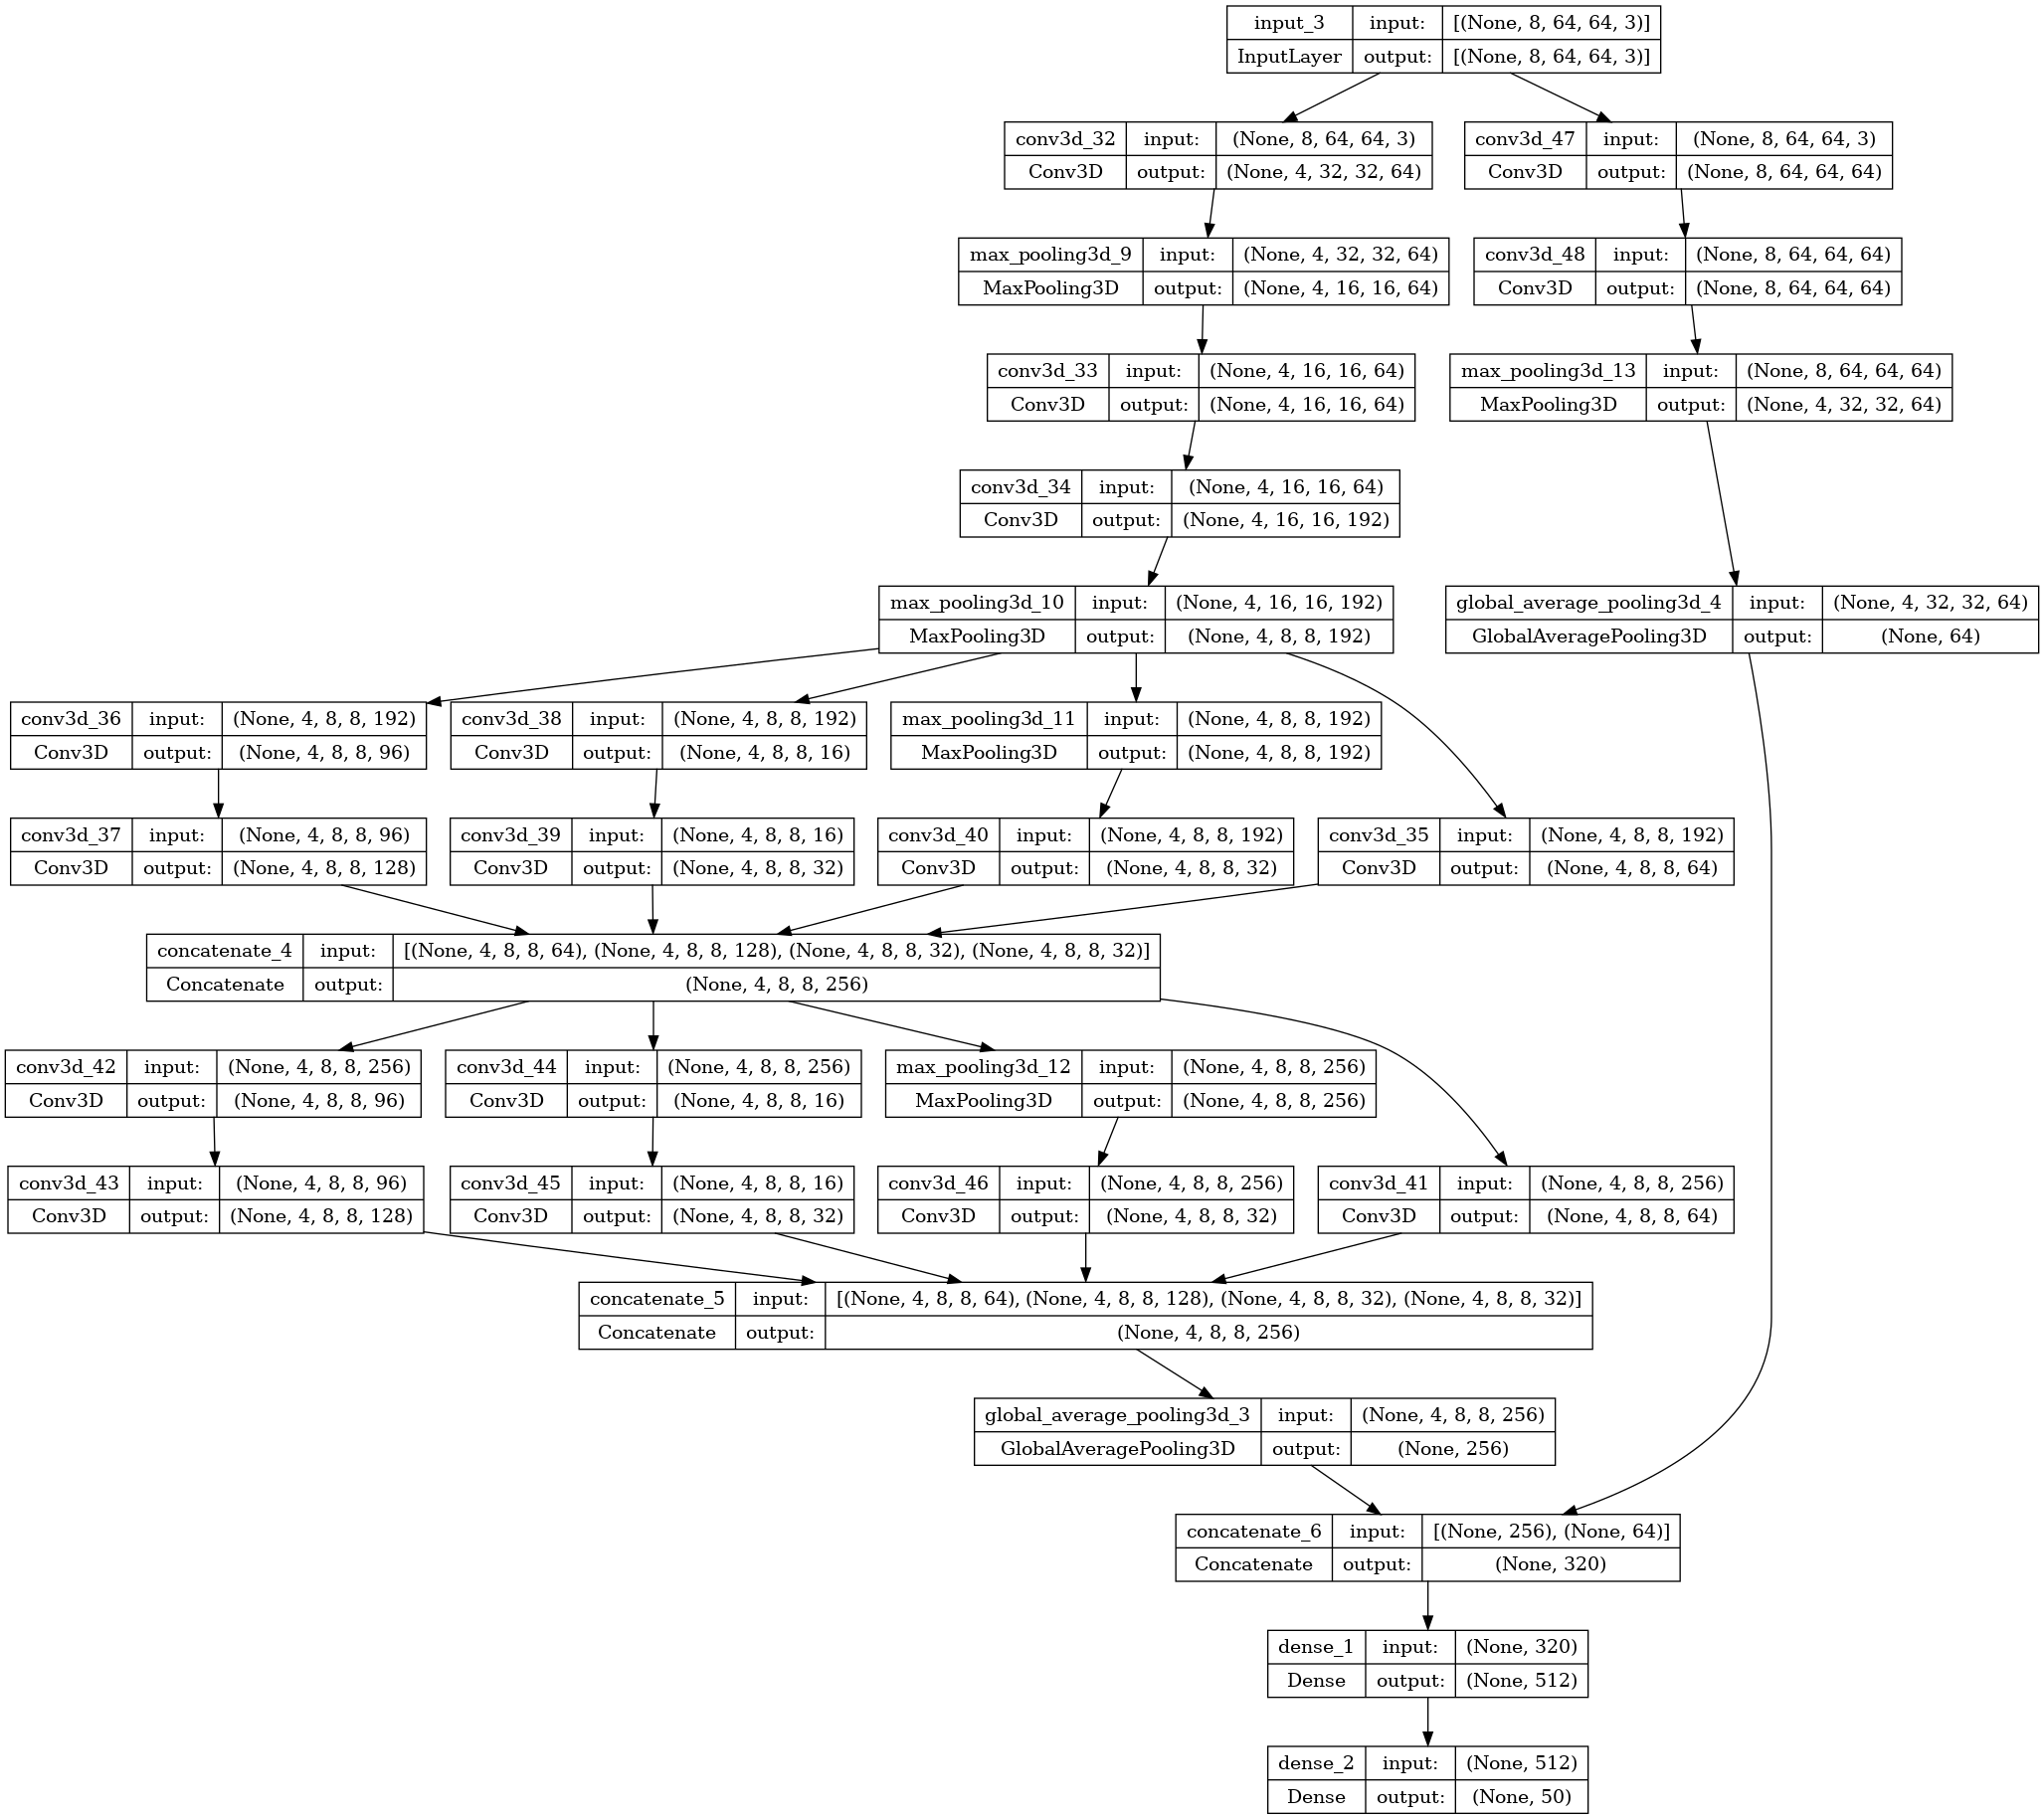 input_3 input: [(None, 8, 64, 64, 3)]
InputLayer output: [(None, 8, 64, 64, 3)]
conv3d_32 input: (None, 8, 64, 64, 3)
Conv3D output: (None, 4, 32, 32, 64)
conv3d_47 input: (None, 8, 64, 64, 3)
Conv3D output: (None, 8, 64, 64, 64)
max_pooling3d_9 input: (None, 4, 32, 32, 64)
MaxPooling3D output: (None, 4, 16, 16, 64)
conv3d_48 input: (None, 8, 64, 64, 64)
Conv3D output: (None, 8, 64, 64, 64)
conv3d_33 input: (None, 4, 16, 16, 64)
Conv3D output: (None, 4, 16, 16, 64)
max_pooling3d_13 input: (None, 8, 64, 64, 64)
MaxPooling3D output: (None, 4, 32, 32, 64)
conv3d_34 input: (None, 4, 16, 16, 64)
Conv3D output: (None, 4, 16, 16, 192)
max_pooling3d_10 input: (None, 4, 16, 16, 192)
MaxPooling3D output: (None, 4, 8, 8, 192)
global_average_pooling3d_4 input: (None, 4, 32, 32, 64)
GlobalAveragePooling3D output: (None, 64)
conv3d_36 input: (None, 4, 8, 8, 192)
Conv3D output: (None, 4, 8, 8, 96)
conv3d_38 input: (None, 4, 8, 8, 192)
Conv3D output: (None, 4, 8, 8, 16)
max_pooling3d_11 input: (None, 4, 8, 8, 192)
MaxPooling3D output: (None, 4, 8, 8, 192)
conv3d_37 input: (None, 4, 8, 8, 96)
Conv3D output: (None, 4, 8, 8, 128)
conv3d_39 input: (None, 4, 8, 8, 16)
Conv3D output: (None, 4, 8, 8, 32)
conv3d_40 input: (None, 4, 8, 8, 192)
Conv3D output: (None, 4, 8, 8, 32)
conv3d_35 input: (None, 4, 8, 8, 192)
Conv3D output: (None, 4, 8, 8, 64)
concatenate_4 input: [(None, 4, 8, 8, 64), (None, 4, 8, 8, 128), (None, 4, 8, 8, 32), (None, 4, 8, 8, 32)]
Concatenate output: (None, 4, 8, 8, 256)
conv3d_42 input: (None, 4, 8, 8, 256)
Conv3D output: (None, 4, 8, 8, 96)
conv3d_44 input: (None, 4, 8, 8, 256)
Conv3D output: (None, 4, 8, 8, 16)
max_pooling3d_12 input: (None, 4, 8, 8, 256)
MaxPooling3D output: (None, 4, 8, 8, 256)
conv3d_43 input: (None, 4, 8, 8, 96)
Conv3D output: (None, 4, 8, 8, 128)
conv3d_45 input: (None, 4, 8, 8, 16)
Conv3D output: (None, 4, 8, 8, 32)
conv3d_46 input: (None, 4, 8, 8, 256)
Conv3D output: (None, 4, 8, 8, 32)
conv3d_41 input: (None, 4, 8, 8, 256)
Conv3D output: (None, 4, 8, 8, 64)
concatenate_5 input: [(None, 4, 8, 8, 64), (None, 4, 8, 8, 128), (None, 4, 8, 8, 32), (None, 4, 8, 8, 32)]
Concatenate output: (None, 4, 8, 8, 256)
global_average_pooling3d_3 input: (None, 4, 8, 8, 256)
GlobalAveragePooling3D output: (None, 256)
concatenate_6 input: [(None, 256), (None, 64)]
Concatenate output: (None, 320)
dense_1 input: (None, 320)
Dense output: (None, 512)
dense_2 input: (None, 512)
Dense output: (None, 50)